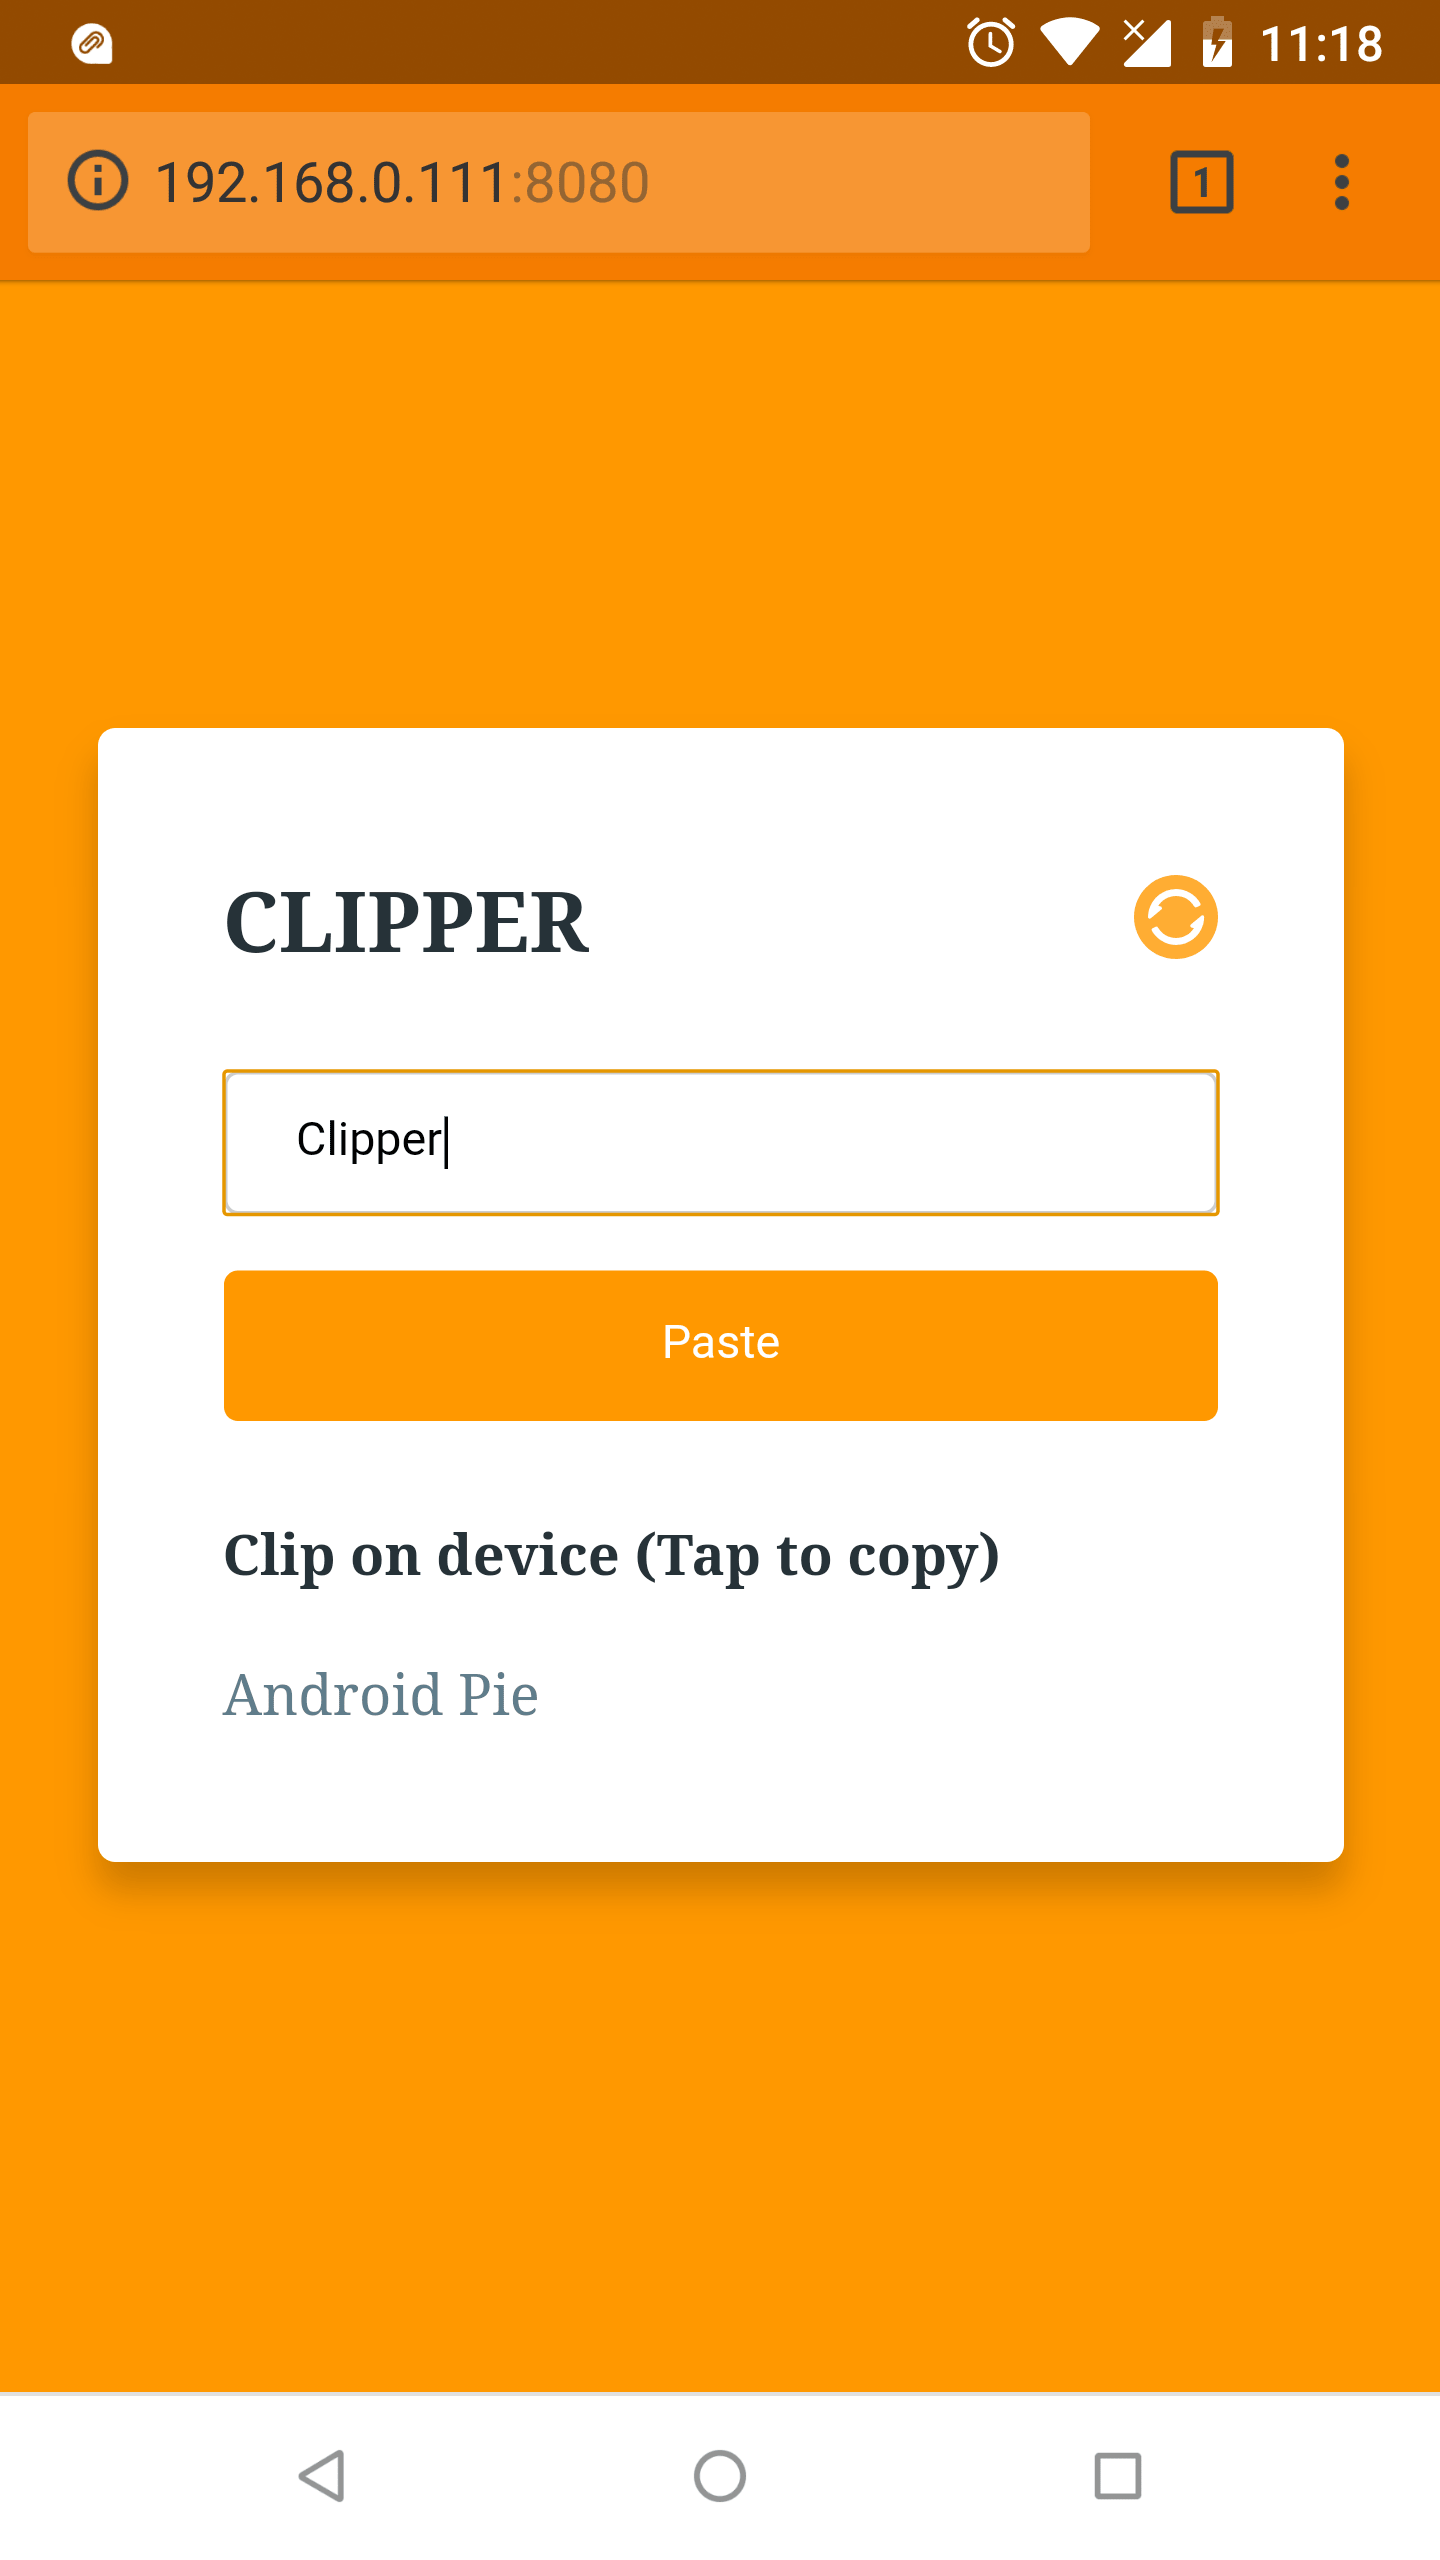 11:18
192.168.0.111:8080
1
CLIPPER
Clipper
Paste
Clip on device (Tap to copy)
Android Pie